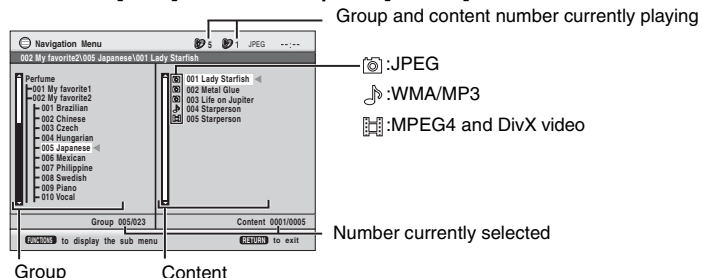 Group and content number currently playing
Navigation Menu 5 1 JPEG --:--
002 My favorite2\005 Japanese\001 Lady Starfish
Perfume
001 My favorite1
002 My favorite2
001 Brazilian
002 Chinese
003 Czech
004 Hungarian
005 Japanese
006 Mexican
007 Philippine
008 Swedish
009 Piano
010 Vocal
001 Lady Starfish
002 Metal Glue
003 Life on Jupiter
004 Starperson
005 Starperson
:JPEG
:WMA/MP3
:MPEG4 and DivX video
Group 005/023
Content 0001/0005
FUNCTIONS to display the sub menu
RETURN to exit
Number currently selected
Group
Content